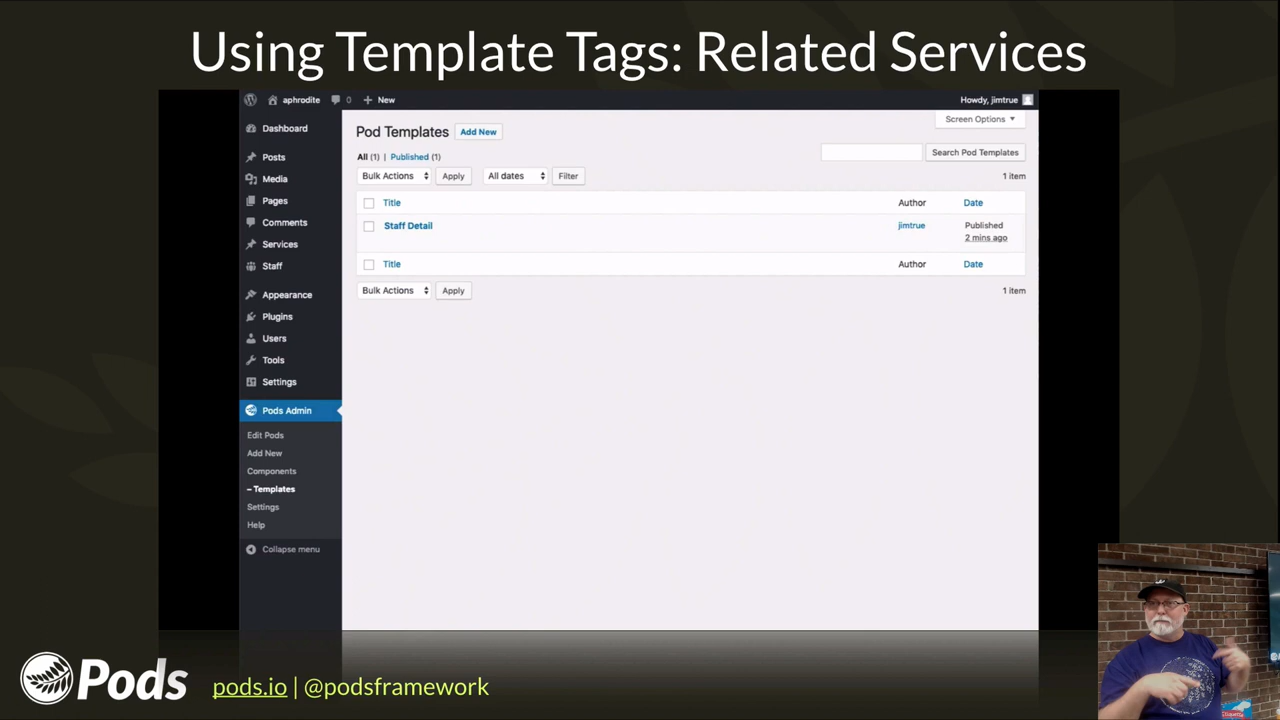 Using Template Tags: Related Services
aphrodite 0 + New Howdy, jimtrue
Screen Options
Dashboard
Posts
Media
Pages
Comments
Services
Staff
Appearance
Plugins
Users
Tools
Settings
Pods Admin
Edit Pods
Add New
Components
– Templates
Settings
Help
Collapse menu
Pod Templates Add New
All (1) | Published (1)
Search Pod Templates
Bulk Actions Apply All dates Filter 1 item
Title Author Date
Staff Detail jimtrue Published
2 mins ago
Title Author Date
Bulk Actions Apply 1 item
Pods pods.io | @podsframework